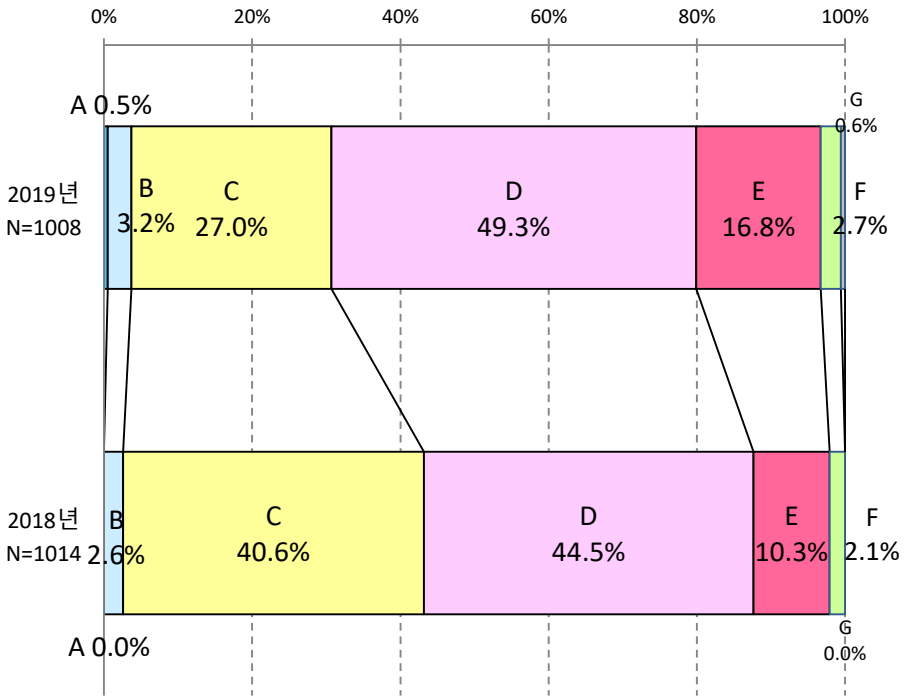 0% 20% 40% 60% 80% 100%
A 0.5%
G
0.6%
2019년
N=1008
B
3.2%
C
27.0%
D
49.3%
E
16.8%
F
2.7%
2018년
N=1014
B
2.6%
C
40.6%
D
44.5%
E
10.3%
F
2.1%
A 0.0%
G
0.0%